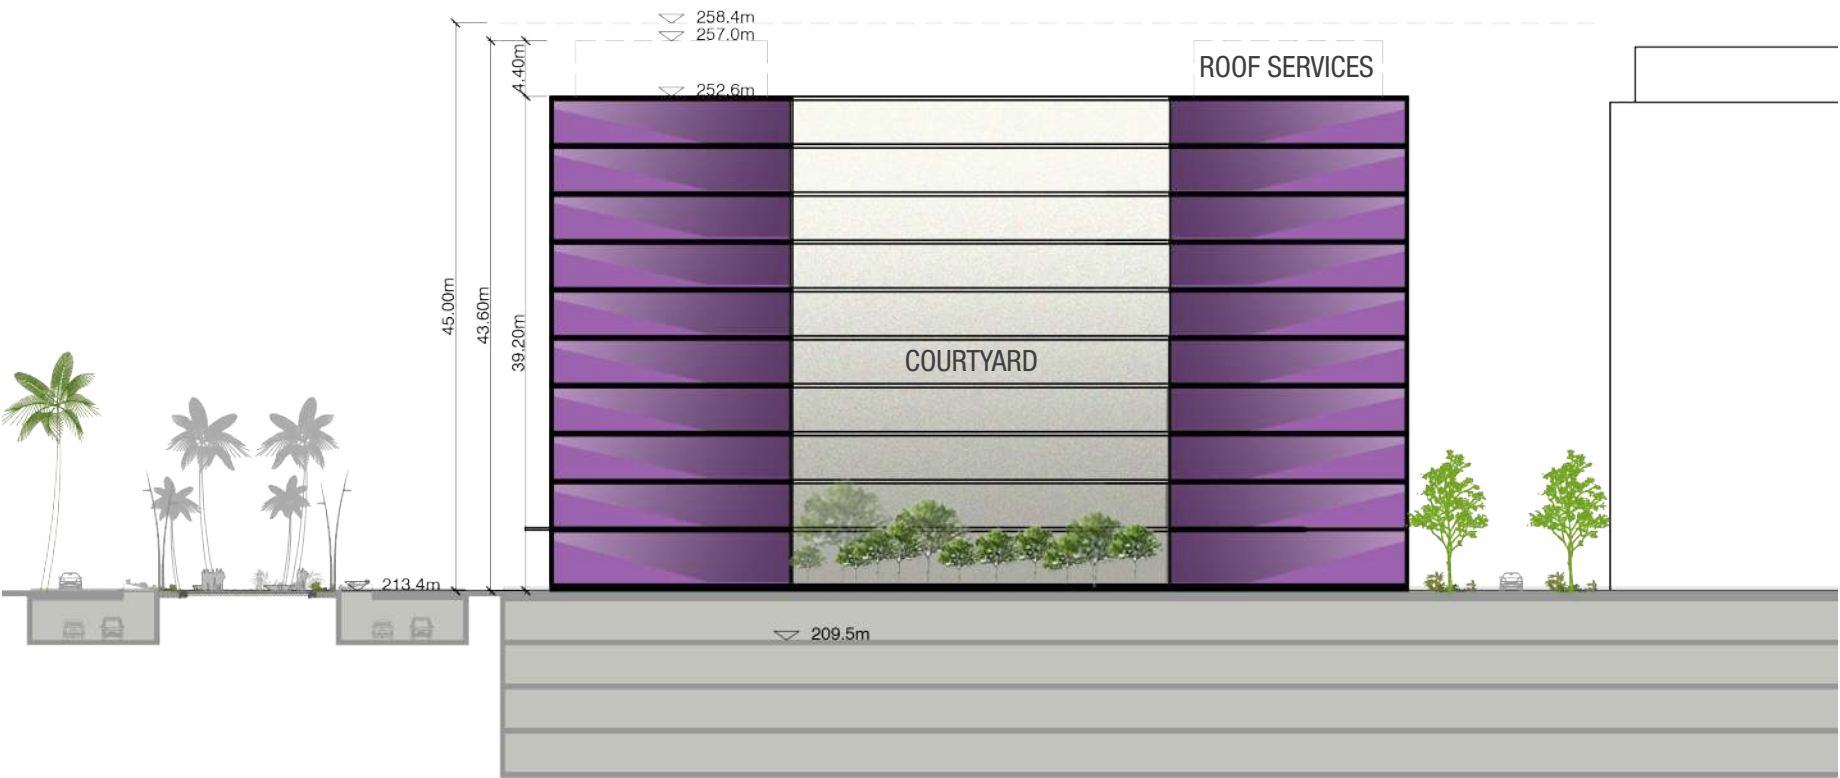 258.4m
257.0m
4.40m
ROOF SERVICES
252.6m
45.00m
43.60m
39.20m
COURTYARD
213.4m
209.5m